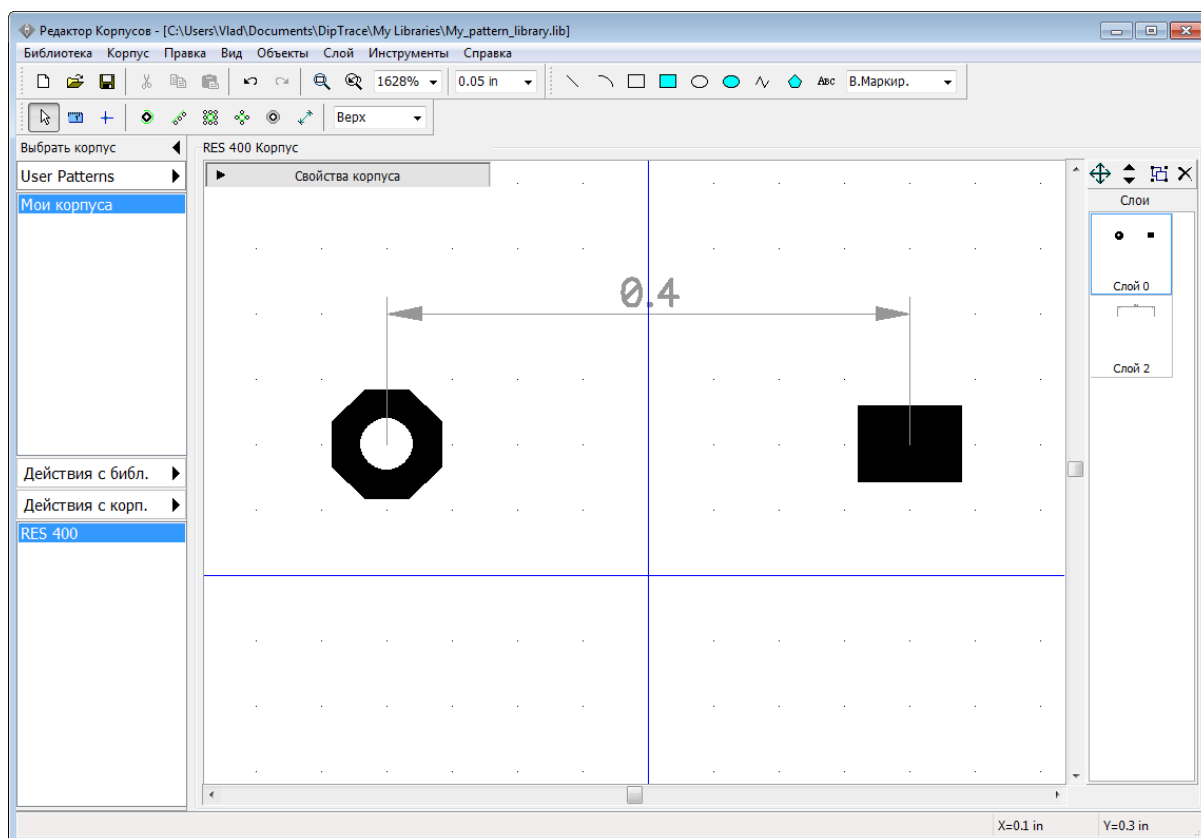 Редактор Корпусов - [C:\Users\Vlad\Documents\DipTrace\My Libraries\My_pattern_library.lib]
Библиотека Корпус Правка Вид Объекты Слой Инструменты Справка
1628% 0.05 in Abc В.Маркир.
Верх
Выбрать корпус
RES 400 Корпус
User Patterns
Свойства корпуса
Мои корпуса
Слои
Слой 0
Слой 2
0.4
Действия с библ.
Действия с корп.
RES 400
X=0.1 in Y=0.3 in